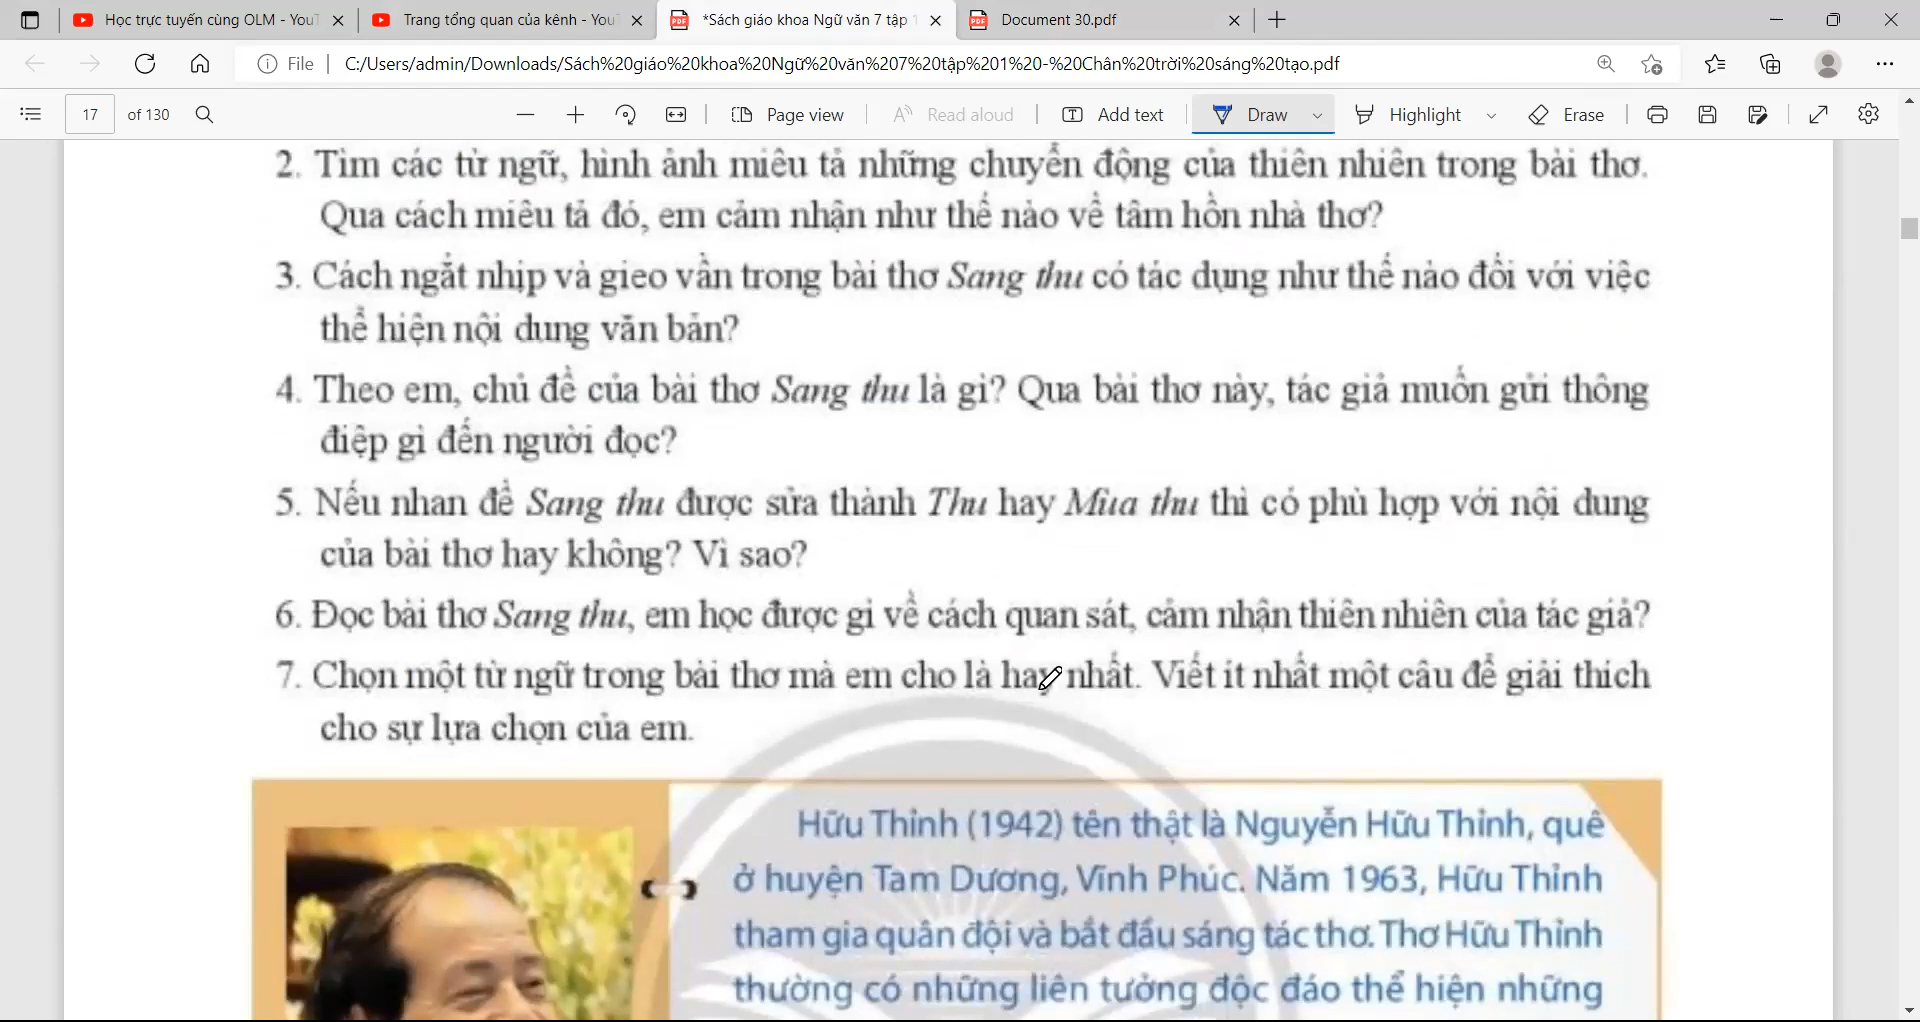 Học trực tuyến cùng OLM - YouT
Trang tổng quan của kênh - You
*Sách giáo khoa Ngữ văn 7 tập 1
Document 30.pdf
File
C:/Users/admin/Downloads/Sách%20giáo%20khoa%20Ngữ%20văn%207%20tập%201%20-%20Chân%20trời%20sáng%20tạo.pdf
17 of 130
Page view
Read aloud
Add text
Draw
Highlight
Erase
2. Tìm các từ ngữ, hình ảnh miêu tả những chuyển động của thiên nhiên trong bài thơ.
Qua cách miêu tả đó, em cảm nhận như thế nào về tâm hồn nhà thơ?
3. Cách ngắt nhịp và gieo vần trong bài thơ Sang thu có tác dụng như thế nào đối với việc
thể hiện nội dung văn bản?
4. Theo em, chủ đề của bài thơ Sang thu là gì? Qua bài thơ này, tác giả muốn gửi thông
điệp gì đến người đọc?
5. Nếu nhan đề Sang thu được sửa thành Thu hay Mùa thu thì có phù hợp với nội dung
của bài thơ hay không? Vì sao?
6. Đọc bài thơ Sang thu, em học được gì về cách quan sát, cảm nhận thiên nhiên của tác giả?
7. Chọn một từ ngữ trong bài thơ mà em cho là hay nhất. Viết ít nhất một câu để giải thích
cho sự lựa chọn của em.
Hữu Thỉnh (1942) tên thật là Nguyễn Hữu Thỉnh, quê
ở huyện Tam Dương, Vĩnh Phúc. Năm 1963, Hữu Thỉnh
tham gia quân đội và bắt đầu sáng tác thơ. Thơ Hữu Thỉnh
thường có những liên tưởng độc đáo thể hiện những